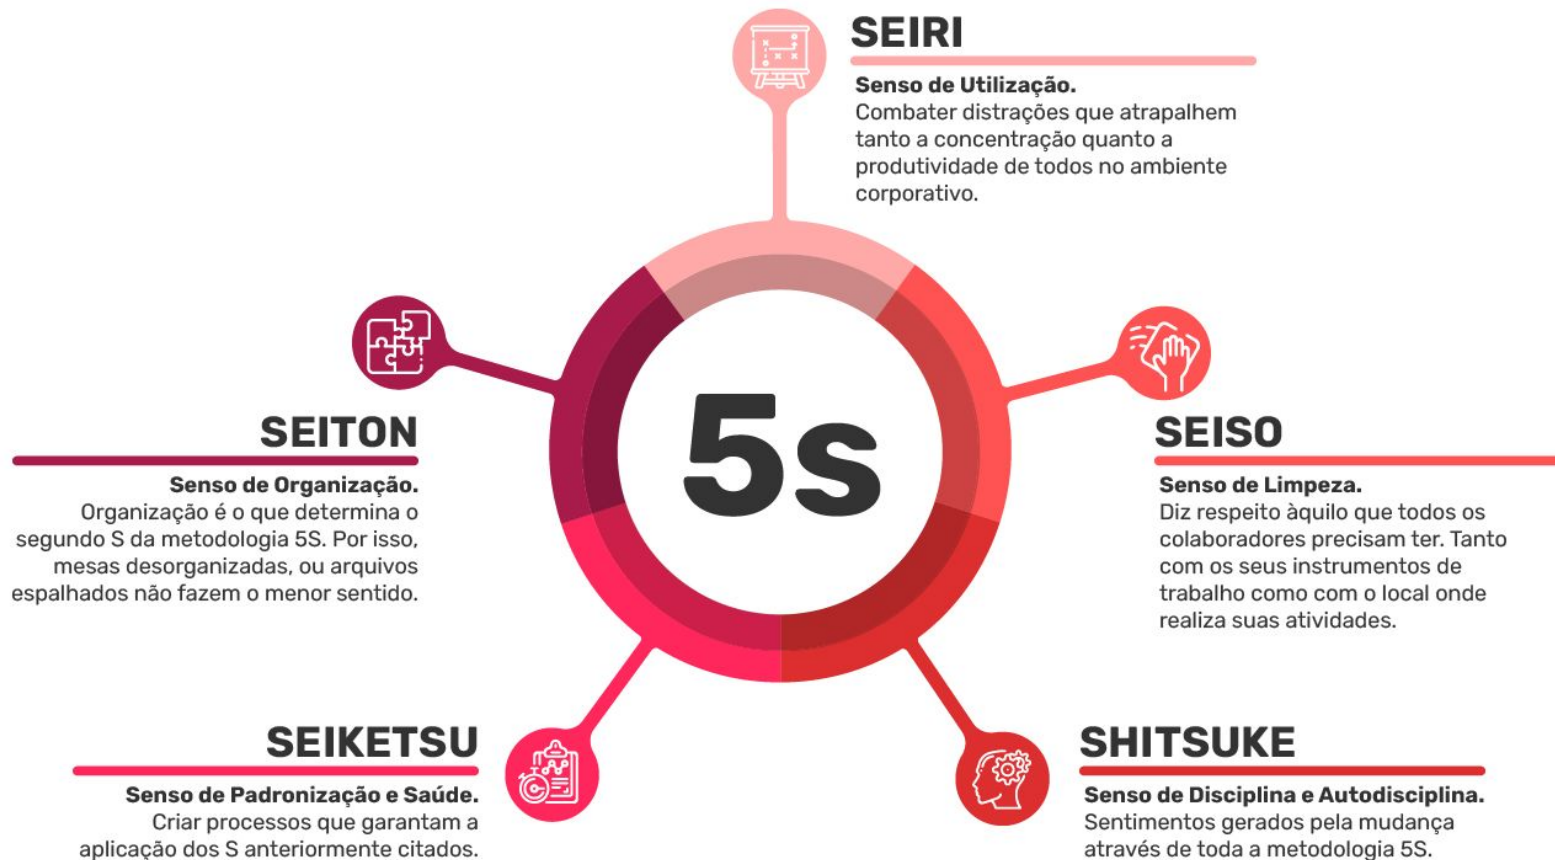 SEIRI
Senso de Utilização.
Combater distrações que atrapalhem
tanto a concentração quanto a
produtividade de todos no ambiente
corporativo.
5s
SEITON
Senso de Organização.
Organização é o que determina o
segundo S da metodologia 5S. Por isso,
mesas desorganizadas, ou arquivos
espalhados não fazem o menor sentido.
SEISO
Senso de Limpeza.
Diz respeito àquilo que todos os
colaboradores precisam ter. Tanto
com os seus instrumentos de
trabalho como com o local onde
realiza suas atividades.
SEIKETSU
Senso de Padronização e Saúde.
Criar processos que garantam a
aplicação dos S anteriormente citados.
SHITSUKE
Senso de Disciplina e Autodisciplina.
Sentimentos gerados pela mudança
através de toda a metodologia 5S.